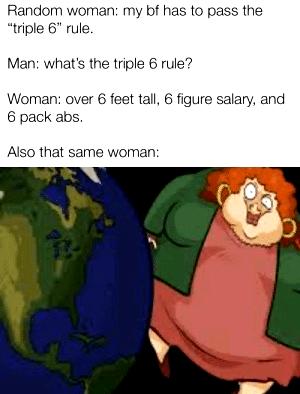 Random woman: my bf has to pass the
“triple 6” rule.
Man: what’s the triple 6 rule?
Woman: over 6 feet tall, 6 figure salary, and
6 pack abs.
Also that same woman: